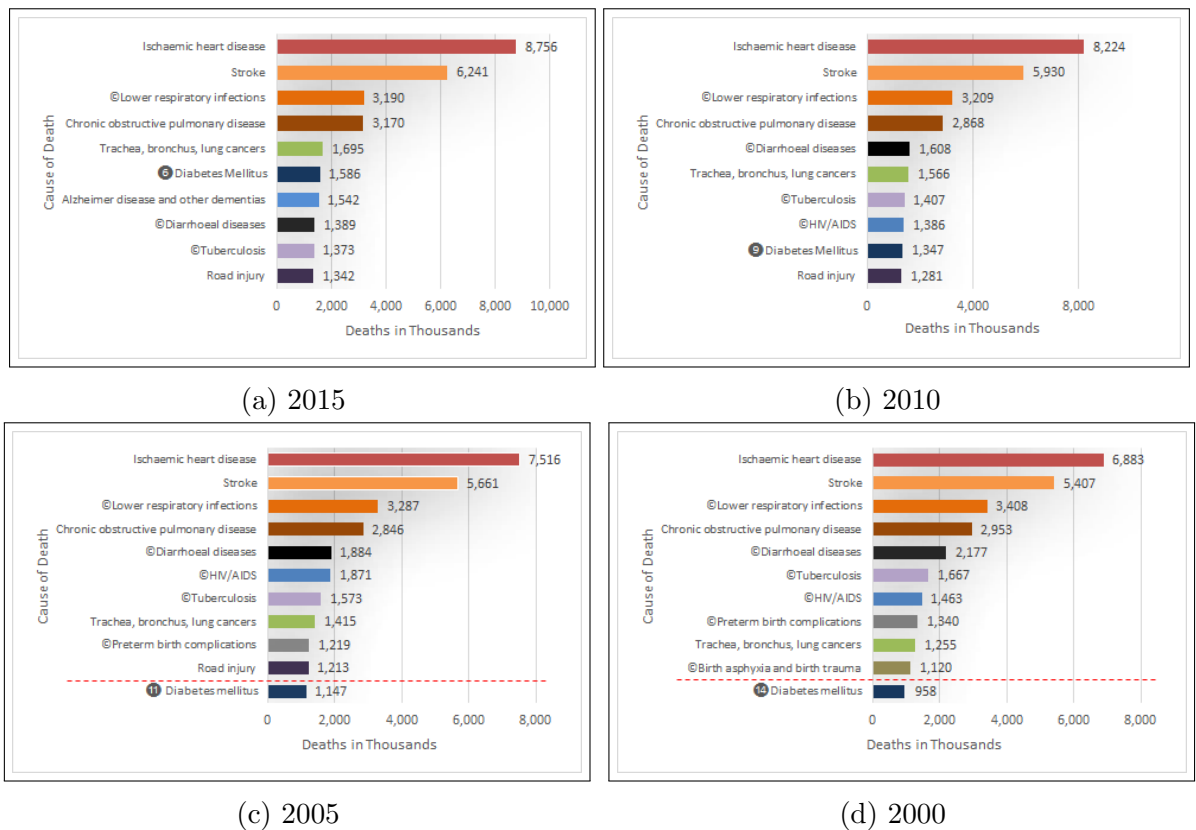 Cause of Death
Ischaemic heart disease 8,756
Stroke 6,241
©Lower respiratory infections 3,190
Chronic obstructive pulmonary disease 3,170
Trachea, bronchus, lung cancers 1,695
6 Diabetes Mellitus 1,586
Alzheimer disease and other dementias 1,542
©Diarrhoeal diseases 1,389
©Tuberculosis 1,373
Road injury 1,342
0 2,000 4,000 6,000 8,000 10,000
Deaths in Thousands
(a) 2015
Cause of Death
Ischaemic heart disease 8,224
Stroke 5,930
©Lower respiratory infections 3,209
Chronic obstructive pulmonary disease 2,868
©Diarrhoeal diseases 1,608
Trachea, bronchus, lung cancers 1,566
©Tuberculosis 1,407
©HIV/AIDS 1,386
9 Diabetes Mellitus 1,347
Road injury 1,281
0 4,000 8,000
Deaths in Thousands
(b) 2010
Cause of Death
Ischaemic heart disease 7,516
Stroke 5,661
©Lower respiratory infections 3,287
Chronic obstructive pulmonary disease 2,846
©Diarrhoeal diseases 1,884
©HIV/AIDS 1,871
©Tuberculosis 1,573
Trachea, bronchus, lung cancers 1,415
©Preterm birth complications 1,219
Road injury 1,213
11 Diabetes mellitus 1,147
0 2,000 4,000 6,000 8,000
Deaths in Thousands
(c) 2005
Cause of Death
Ischaemic heart disease 6,883
Stroke 5,407
©Lower respiratory infections 3,408
Chronic obstructive pulmonary disease 2,953
©Diarrhoeal diseases 2,177
©Tuberculosis 1,667
©HIV/AIDS 1,463
©Preterm birth complications 1,340
Trachea, bronchus, lung cancers 1,255
©Birth asphyxia and birth trauma 1,120
14 Diabetes mellitus 958
0 2,000 4,000 6,000 8,000
Deaths in Thousands
(d) 2000